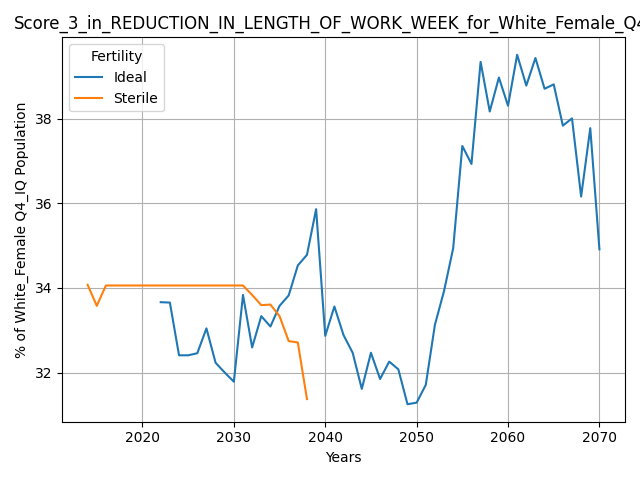 Score_3_in_REDUCTION_IN_LENGTH_OF_WORK_WEEK_for_White_Female_Q4
Fertility
Ideal
Sterile
% of White_Female Q4_IQ Population
38
36
34
32
2020 2030 2040 2050 2060 2070
Years